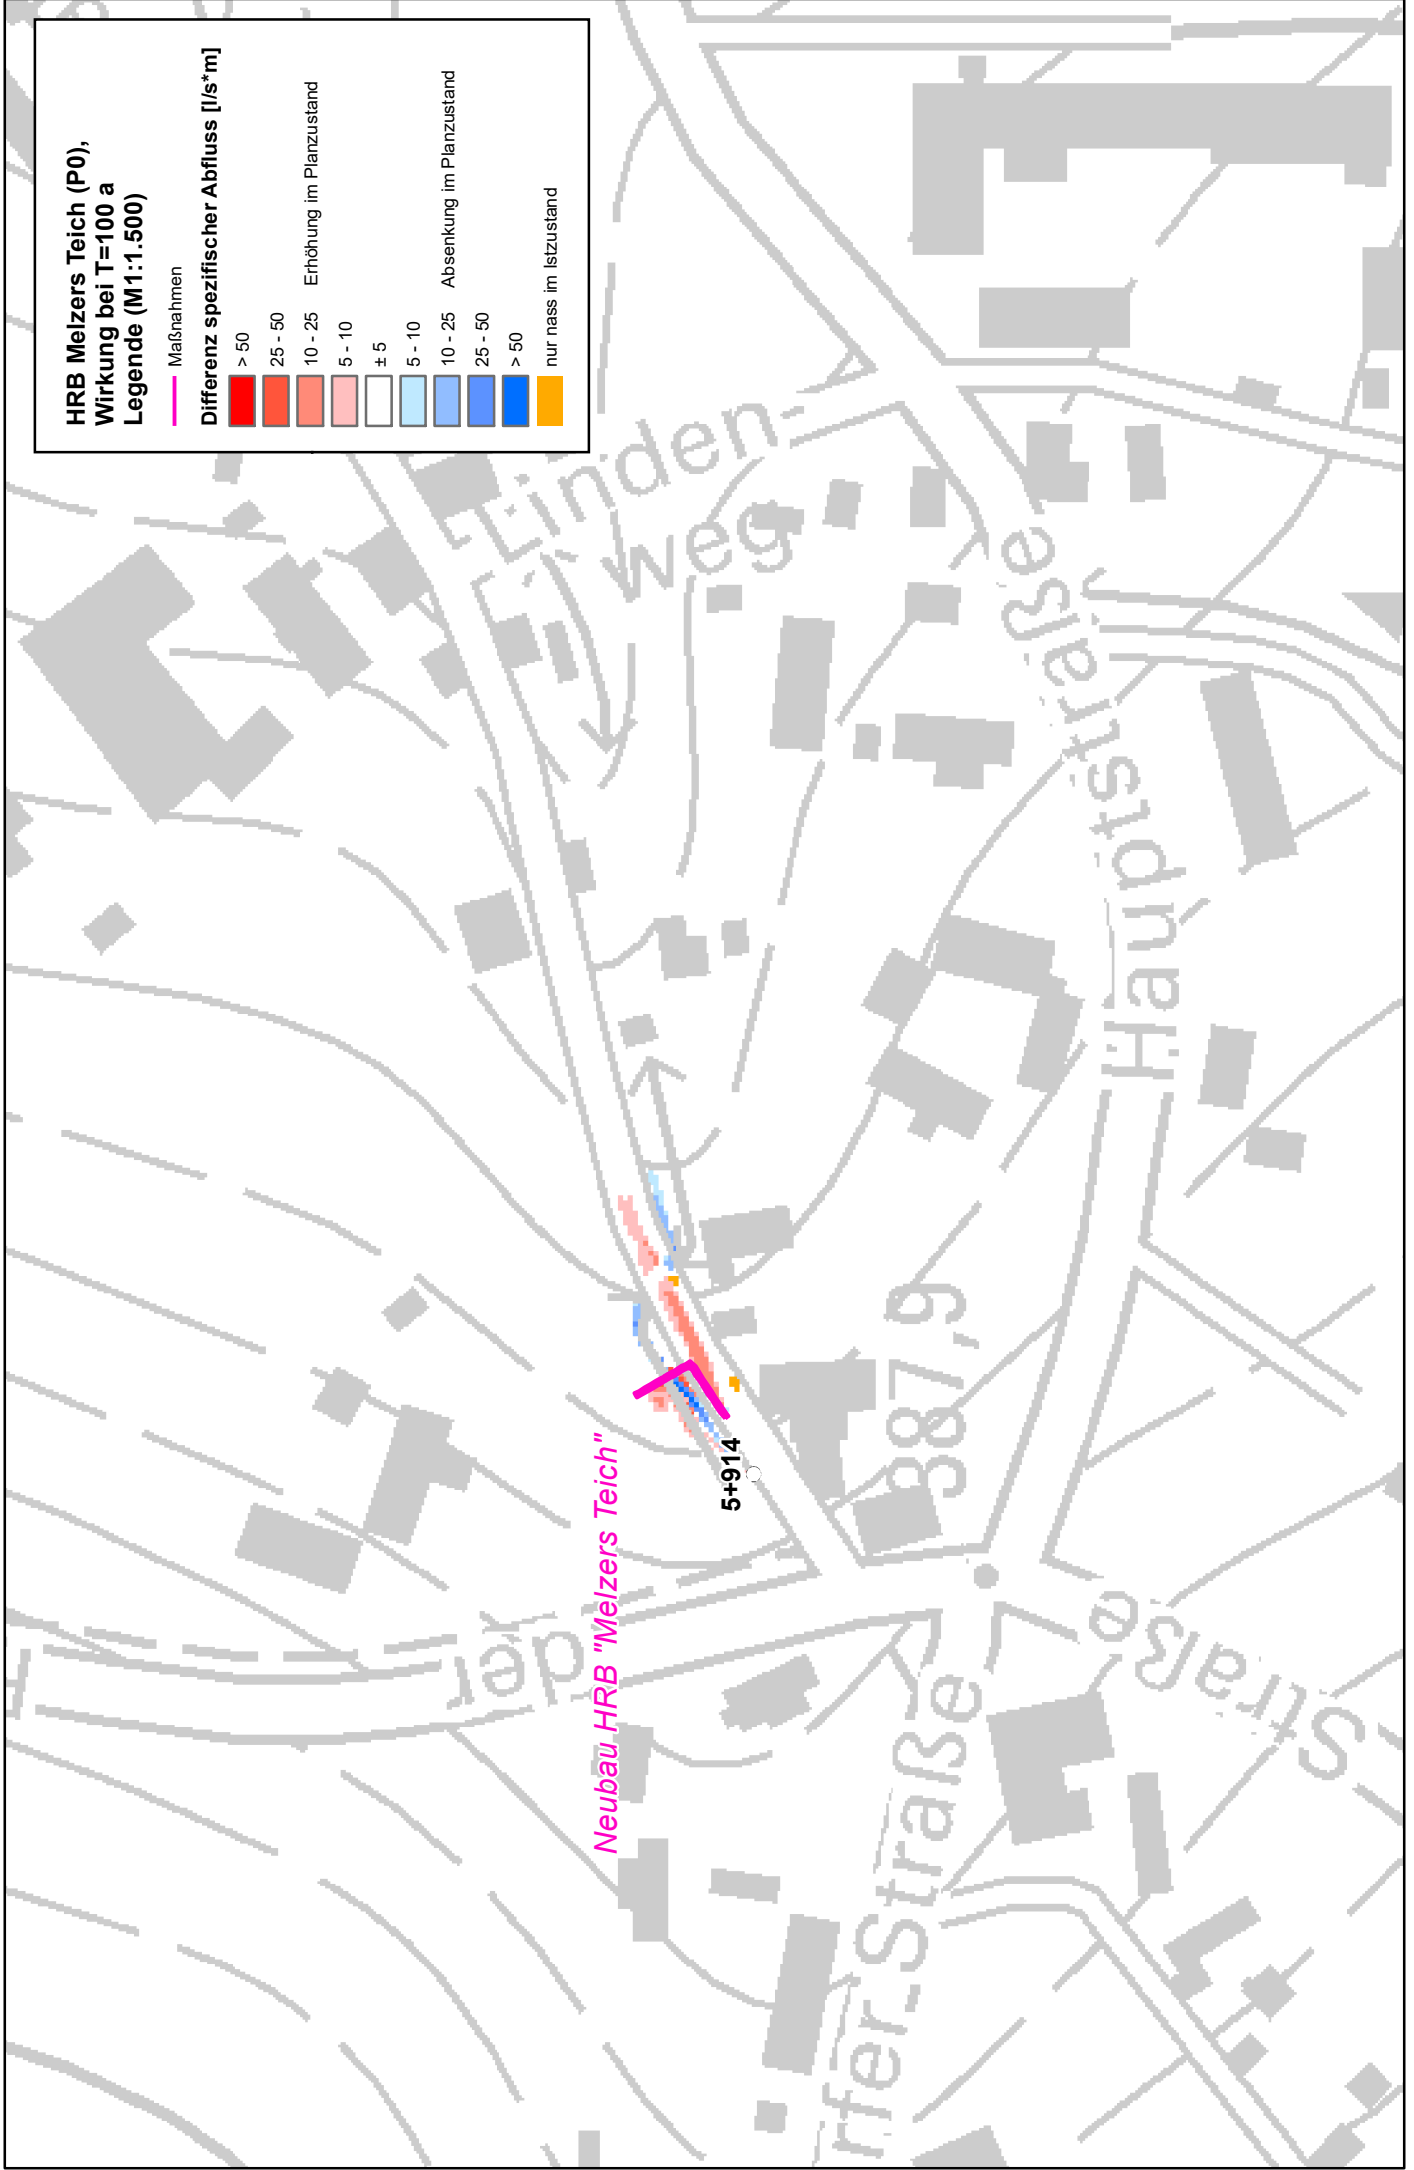 HRB Melzers Teich (P0),
Wirkung bei T=100 a
Legende (M1:1.500)
Maßnahmen
Differenz spezifischer Abfluss [l/s*m]
> 50
25 - 50
10 - 25 Erhöhung im Planzustand
5 - 10
± 5
5 - 10
10 - 25 Absenkung im Planzustand
25 - 50
> 50
nur nass im Istzustand
Linden-
weg
Hauptstraße
387,9
5+914
Neubau HRB "Melzers Teich"
der
Straße
rfer Straße